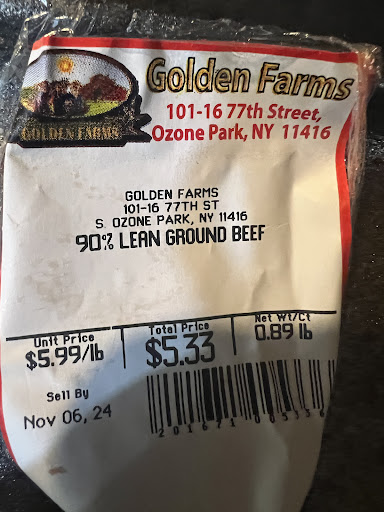 GOLDEN FARMS
Golden Farms
101-16 77th Street,
Ozone Park, NY 11416
GOLDEN FARMS
101-16 77TH ST
S OZONE PARK, NY 11416
90% LEAN GROUND BEEF
Unit Price
$5.99/lb
Total Price
$5.33
Net Wt/Ct
0.89 lb
Sell By
Nov 06, 24
201671 005336